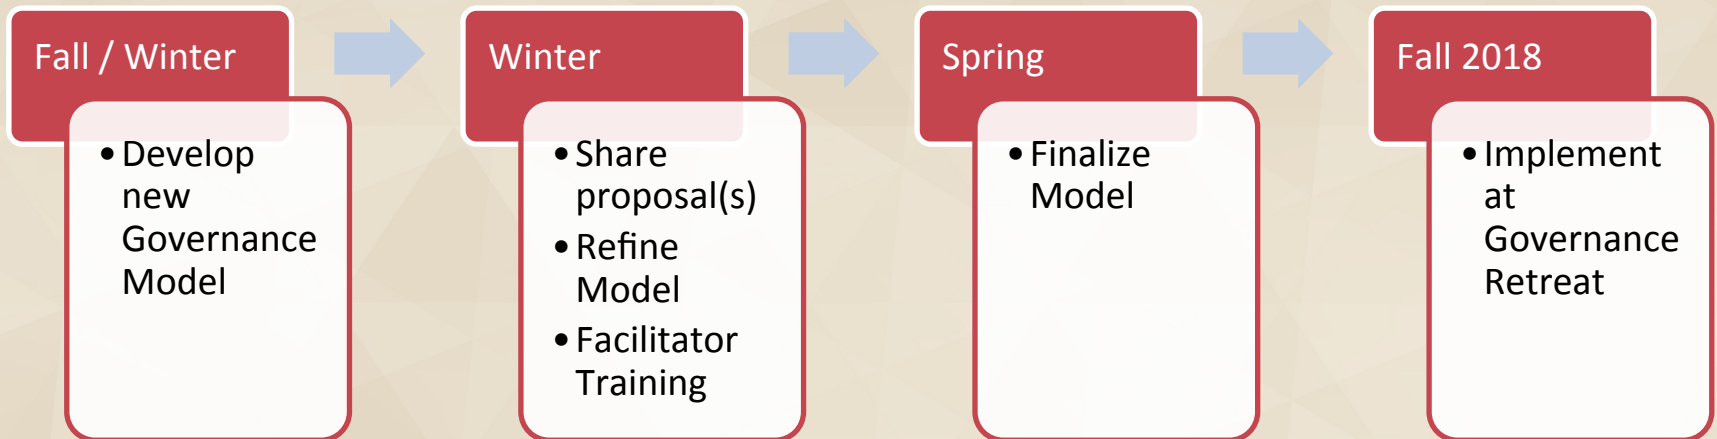 Fall / Winter
• Develop
new
Governance
Model
Winter
• Share
proposal(s)
• Refine
Model
• Facilitator
Training
Spring
• Finalize
Model
Fall 2018
• Implement
at
Governance
Retreat